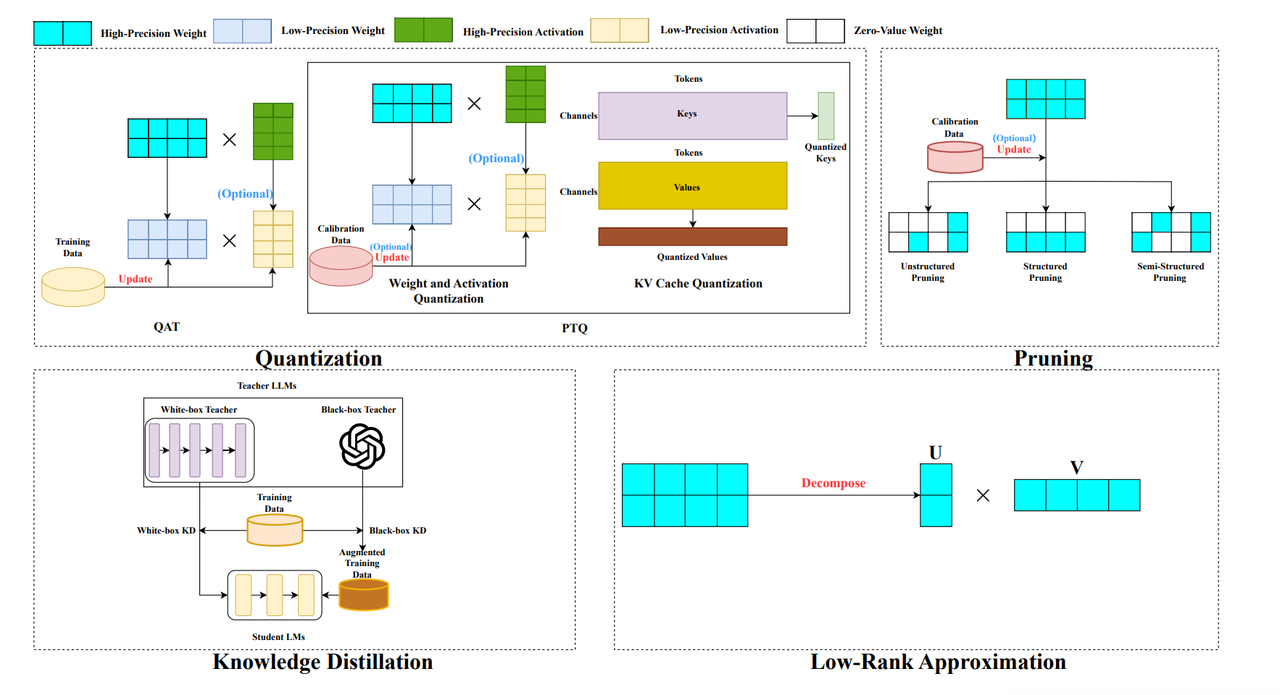 High-Precision Weight
Low-Precision Weight
High-Precision Activation
Low-Precision Activation
Zero-Value Weight
(Optional)
Training
Data
Update
QAT
(Optional)
Calibration
Data
(Optional)
Update
Weight and Activation
Quantization
Tokens
Channels
Keys
Quantized
Keys
Tokens
Channels
Values
Quantized Values
KV Cache Quantization
PTQ
Quantization
Calibration
Data
(Optional)
Update
Unstructured
Pruning
Structured
Pruning
Semi-Structured
Pruning
Pruning
Teacher LLMs
White-box Teacher
Black-box Teacher
Training
Data
White-box KD
Black-box KD
Augmented
Training
Data
Student LMs
Knowledge Distillation
Decompose
U
V
Low-Rank Approximation